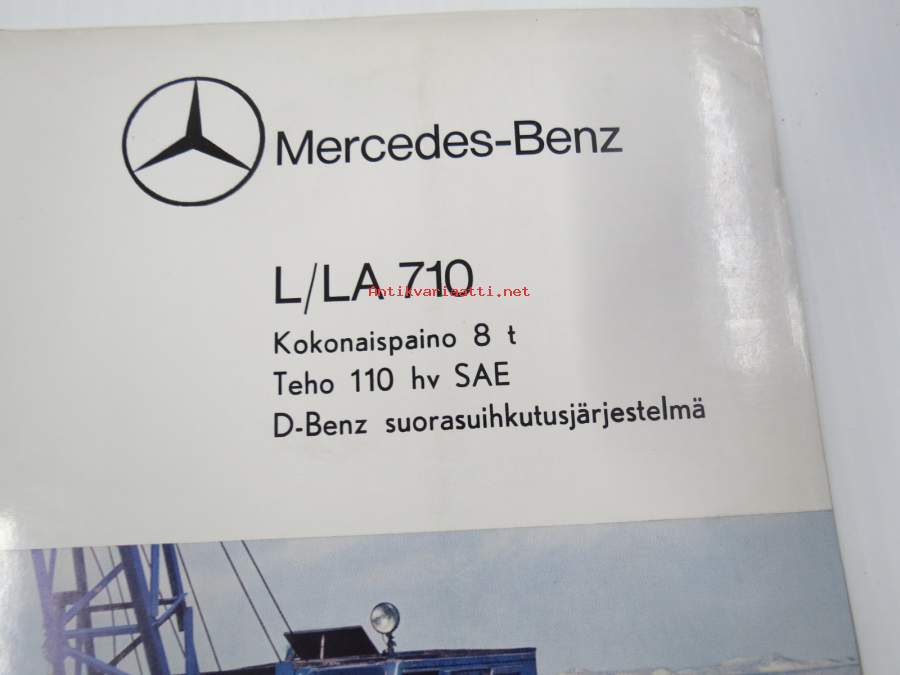 Mercedes-Benz
L/LA 710
Antikvariaatti.net
Kokonaispaino 8 t
Teho 110 hv SAE
D-Benz suorasuihkutusjärjestelmä